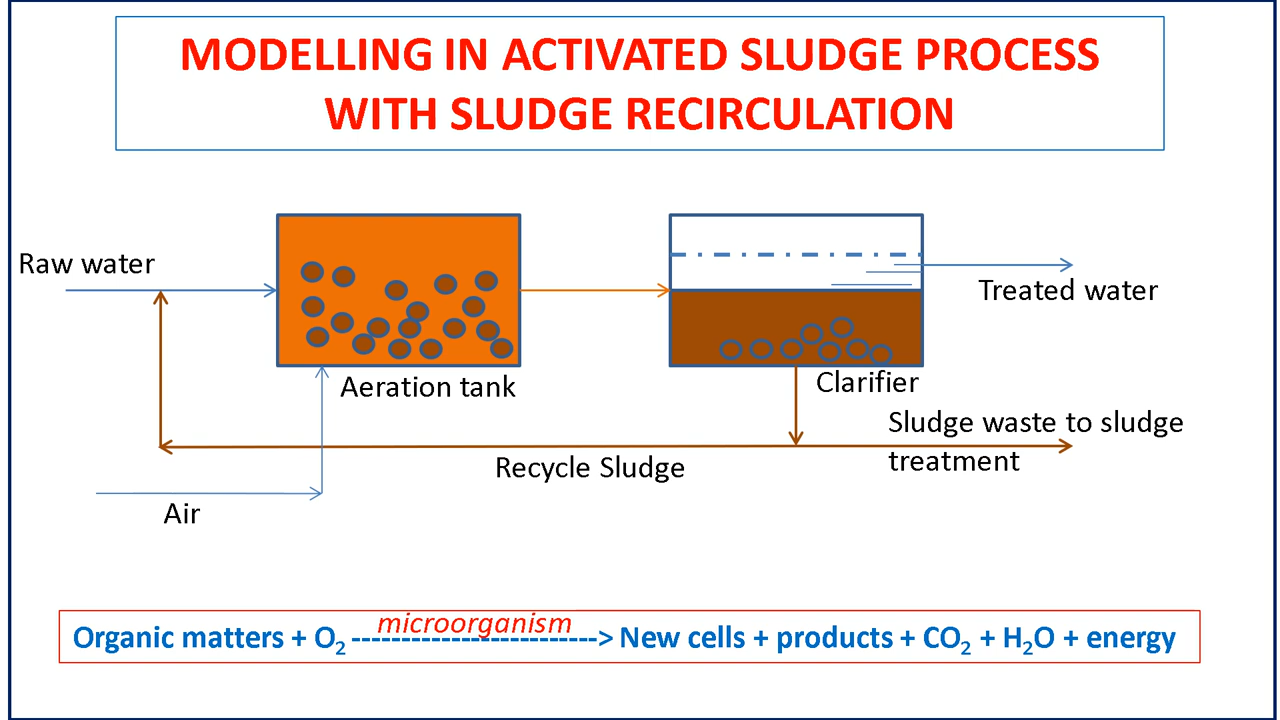 MODELLING IN ACTIVATED SLUDGE PROCESS
WITH SLUDGE RECIRCULATION
Raw water
Treated water
Aeration tank
Clarifier
Sludge waste to sludge
treatment
Recycle Sludge
Air
microorganism
Organic matters + O₂ ------------------------> New cells + products + CO₂ + H₂O + energy